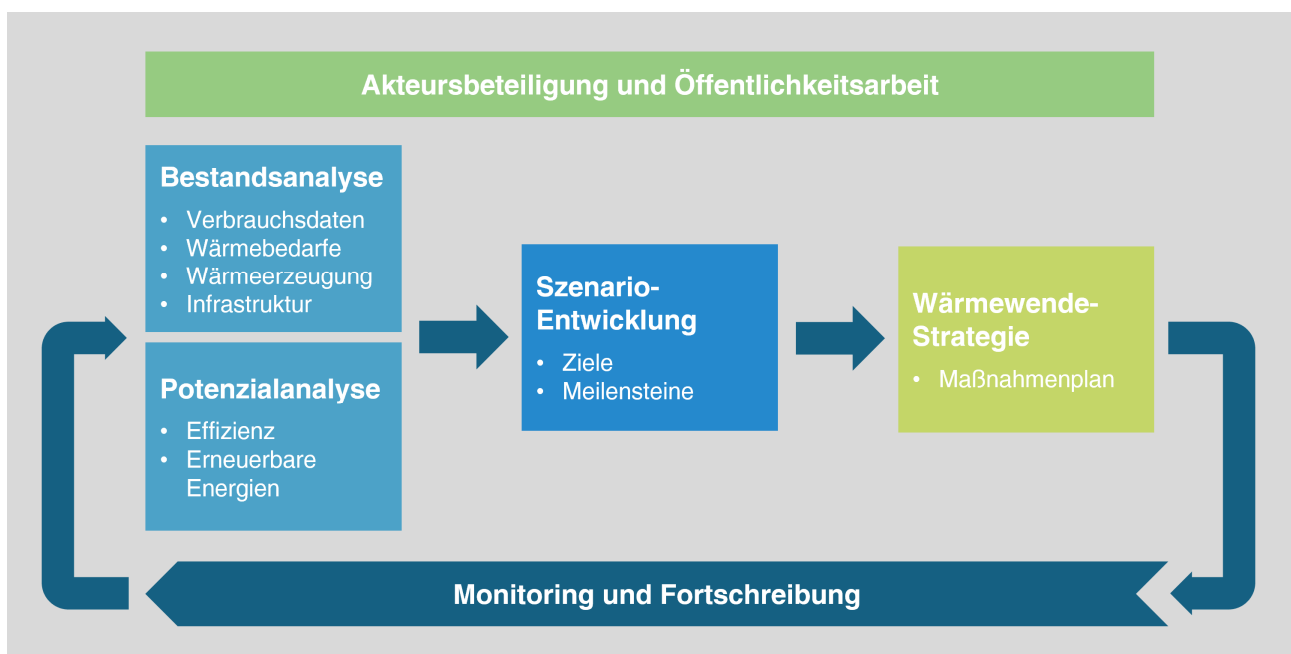 Akteursbeteiligung und Öffentlichkeitsarbeit
Bestandsanalyse
• Verbrauchsdaten
• Wärmebedarfe
• Wärmeerzeugung
• Infrastruktur
Potenzialanalyse
• Effizienz
• Erneuerbare
Energien
Szenario-
Entwicklung
• Ziele
• Meilensteine
Wärmewende-
Strategie
• Maßnahmenplan
Monitoring und Fortschreibung